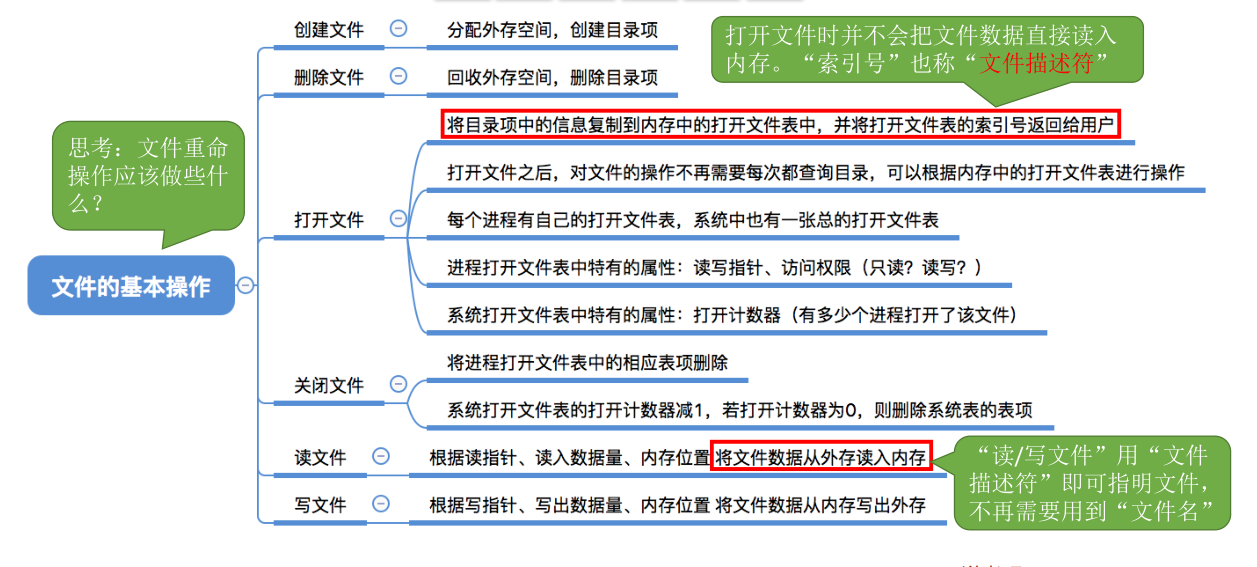 创建文件
分配外存空间，创建目录项
打开文件时并不会把文件数据直接读入
内存。“索引号”也称“文件描述符”
删除文件
回收外存空间，删除目录项
将目录项中的信息复制到内存中的打开文件表中，并将打开文件表的索引号返回给用户
思考：文件重命
操作应该做些什
么？
打开文件之后，对文件的操作不再需要每次都查询目录，可以根据内存中的打开文件表进行操作
打开文件
每个进程有自己的打开文件表，系统中也有一张总的打开文件表
文件的基本操作
进程打开文件表中特有的属性：读写指针、访问权限（只读？读写？）
系统打开文件表中特有的属性：打开计数器（有多少个进程打开了该文件）
将进程打开文件表中的相应表项删除
关闭文件
系统打开文件表的打开计数器减1，若打开计数器为0，则删除系统表的表项
读文件
根据读指针、读入数据量、内存位置 将文件数据从外存读入内存
“读/写文件”用“文件
描述符”即可指明文件，
不再需要用到“文件名”
写文件
根据写指针、写出数据量、内存位置 将文件数据从内存写出外存